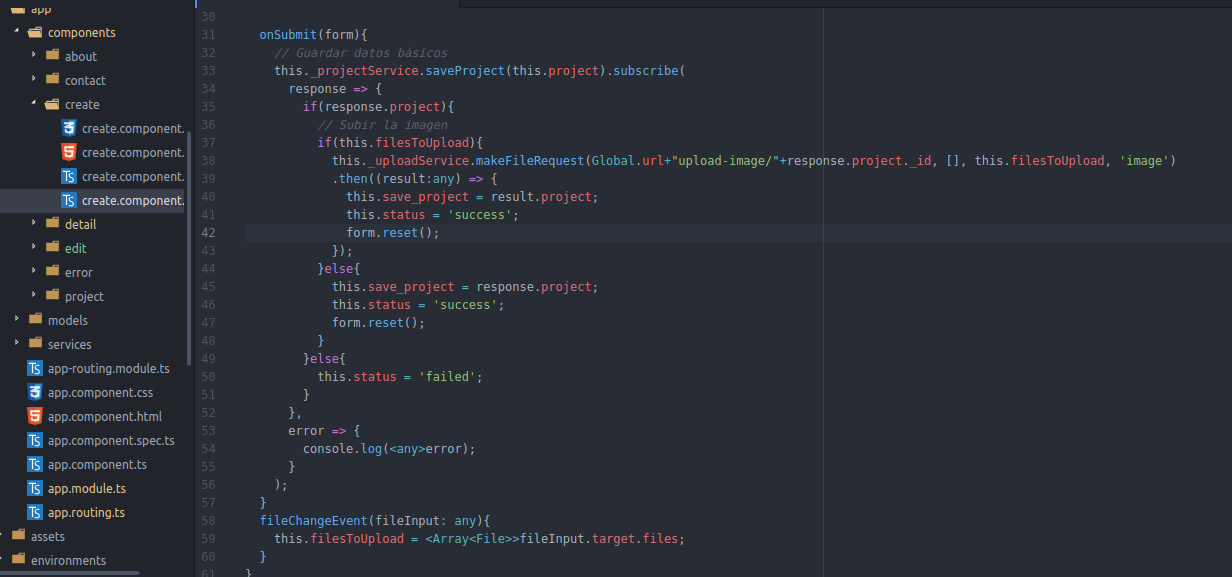 app
components
about
contact
create
create.component.
create.component.
create.component.
create.component.
detail
edit
error
project
models
services
app-routing.module.ts
app.component.css
app.component.html
app.component.spec.ts
app.component.ts
app.module.ts
app.routing.ts
assets
environments
30
31 onSubmit(form){
32 // Guardar datos básicos
33 this._projectService.saveProject(this.project).subscribe(
34 response => {
35 if(response.project){
36 // Subir la imagen
37 if(this.filesToUpload){
38 this._uploadService.makeFileRequest(Global.url+"upload-image/"+response.project._id, [], this.filesToUpload, 'image')
39 .then((result:any) => {
40 this.save_project = result.project;
41 this.status = 'success';
42 form.reset();
43 });
44 }else{
45 this.save_project = response.project;
46 this.status = 'success';
47 form.reset();
48 }
49 }else{
50 this.status = 'failed';
51 }
52 },
53 error => {
54 console.log(<any>error);
55 }
56 );
57 }
58 fileChangeEvent(fileInput: any){
59 this.filesToUpload = <Array<File>>fileInput.target.files;
60 }
61 }